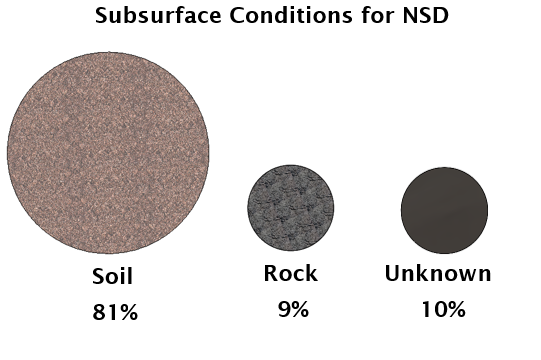 Subsurface Conditions for NSD
Soil
81%
Rock
9%
Unknown
10%